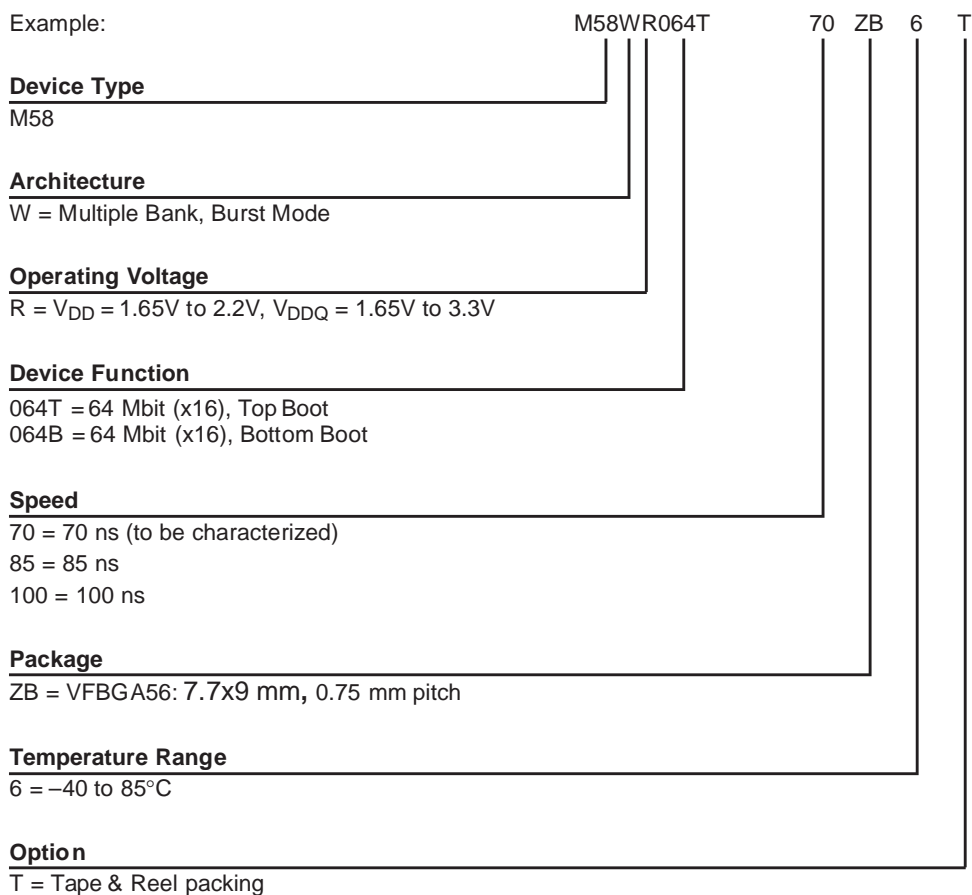 Example: M58WR064T 70 ZB 6 T
Device Type
M58
Architecture
W = Multiple Bank, Burst Mode
Operating Voltage
R = VDD = 1.65V to 2.2V, VDDQ = 1.65V to 3.3V
Device Function
064T = 64 Mbit (x16), Top Boot
064B = 64 Mbit (x16), Bottom Boot
Speed
70 = 70 ns (to be characterized)
85 = 85 ns
100 = 100 ns
Package
ZB = VFBGA56: 7.7x9 mm, 0.75 mm pitch
Temperature Range
6 = –40 to 85°C
Option
T = Tape & Reel packing